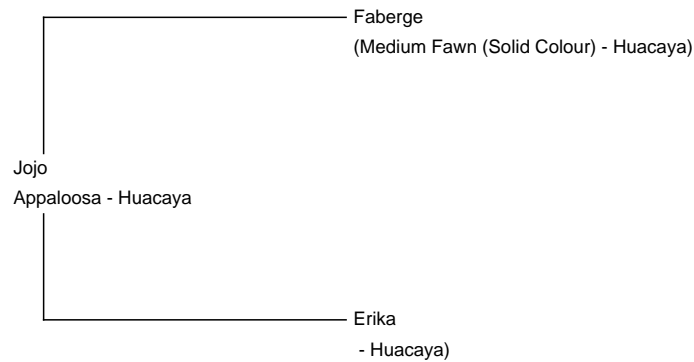 Faberge
(Medium Fawn (Solid Colour) - Huacaya)
Jojo
Appaloosa - Huacaya
Erika
- Huacaya)